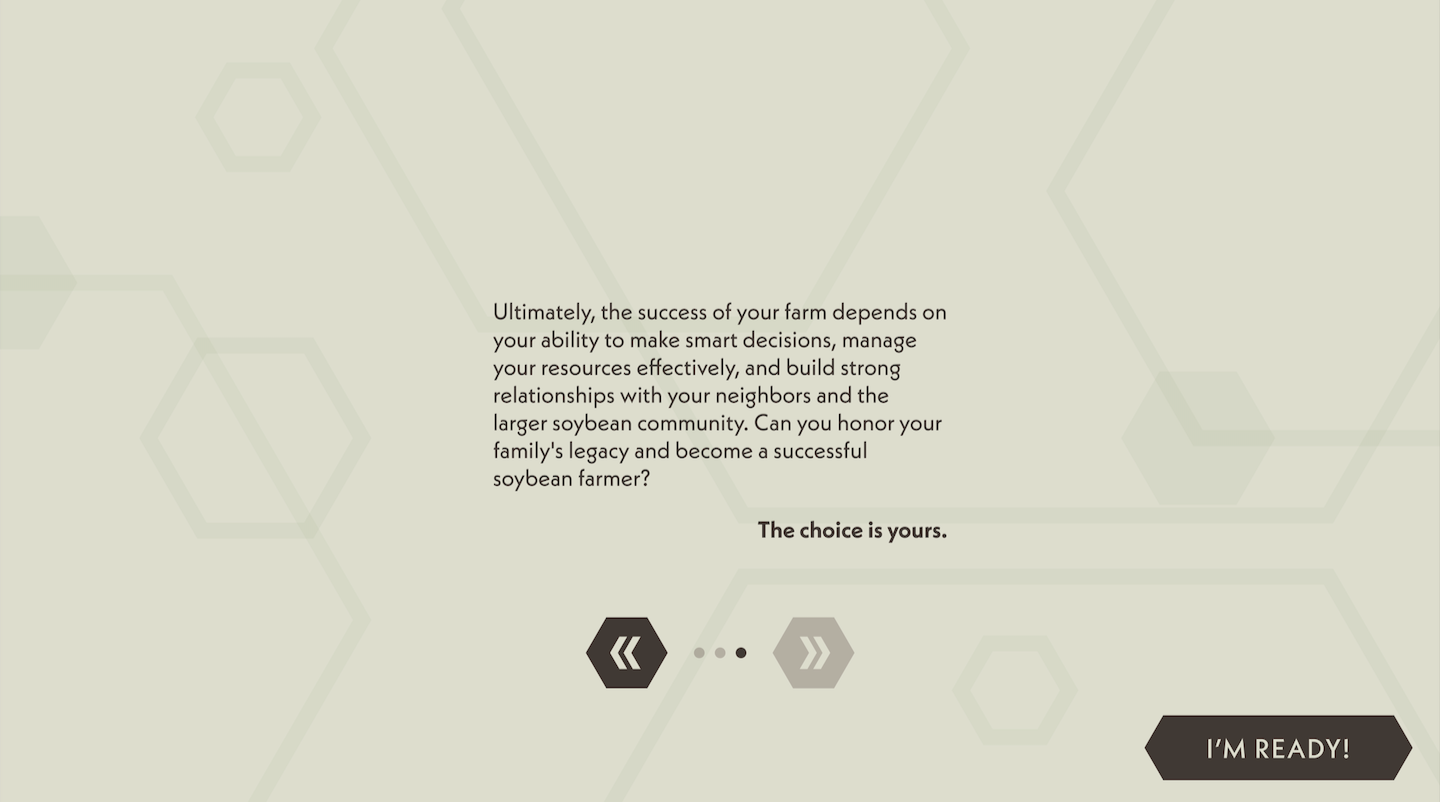 Ultimately, the success of your farm depends on
your ability to make smart decisions, manage
your resources effectively, and build strong
relationships with your neighbors and the
larger soybean community. Can you honor your
family's legacy and become a successful
soybean farmer?
The choice is yours.
I'M READY!